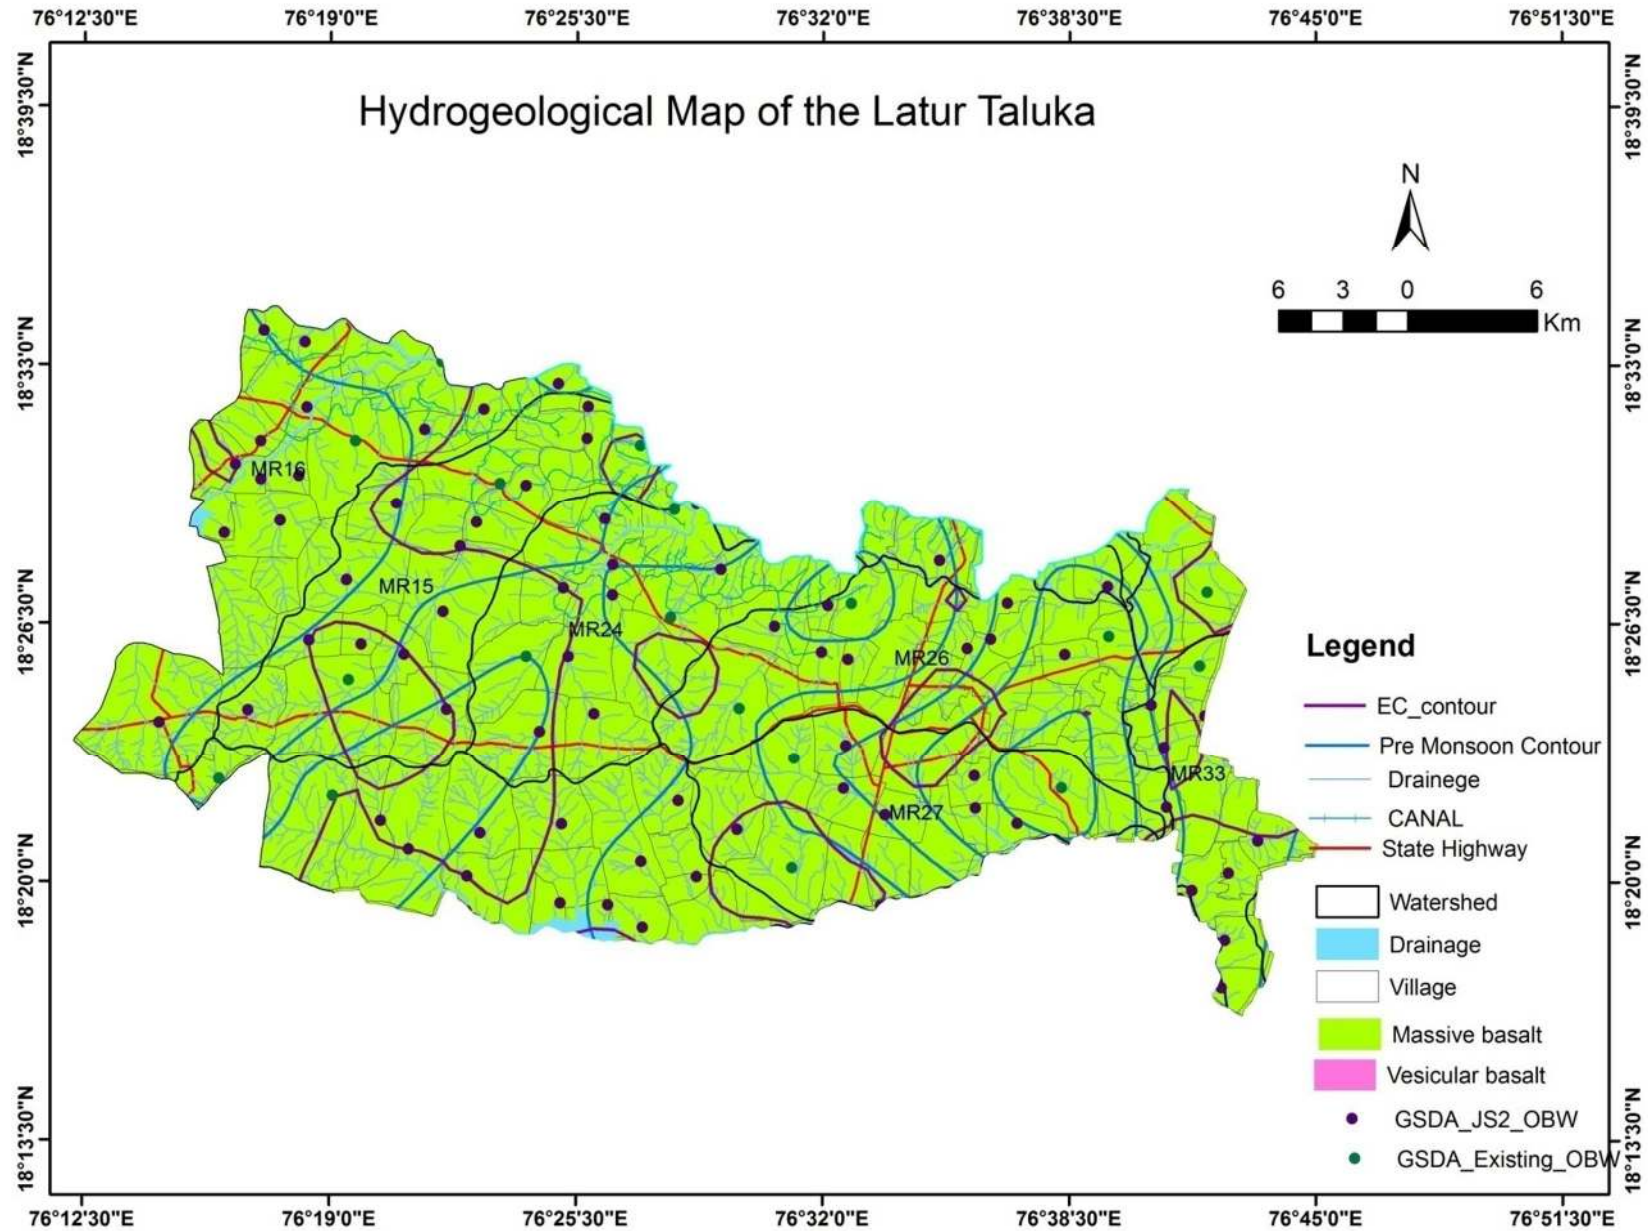 76°12'30"E 76°19'0"E 76°25'30"E 76°32'0"E 76°38'30"E 76°45'0"E 76°51'30"E
18°39'30"N
18°39'30"N
Hydrogeological Map of the Latur Taluka
N
6 3 0 6
Km
18°33'0"N
18°33'0"N
MR16
MR15
18°26'30"N
18°26'30"N
MR24
MR26
MR33
MR27
18°20'0"N
18°20'0"N
Legend
EC_contour
Pre Monsoon Contour
Drainege
CANAL
State Highway
Watershed
Drainage
Village
Massive basalt
Vesicular basalt
GSDA_JS2_OBW
GSDA_Existing_OBW
18°13'30"N
18°13'30"N
76°12'30"E 76°19'0"E 76°25'30"E 76°32'0"E 76°38'30"E 76°45'0"E 76°51'30"E